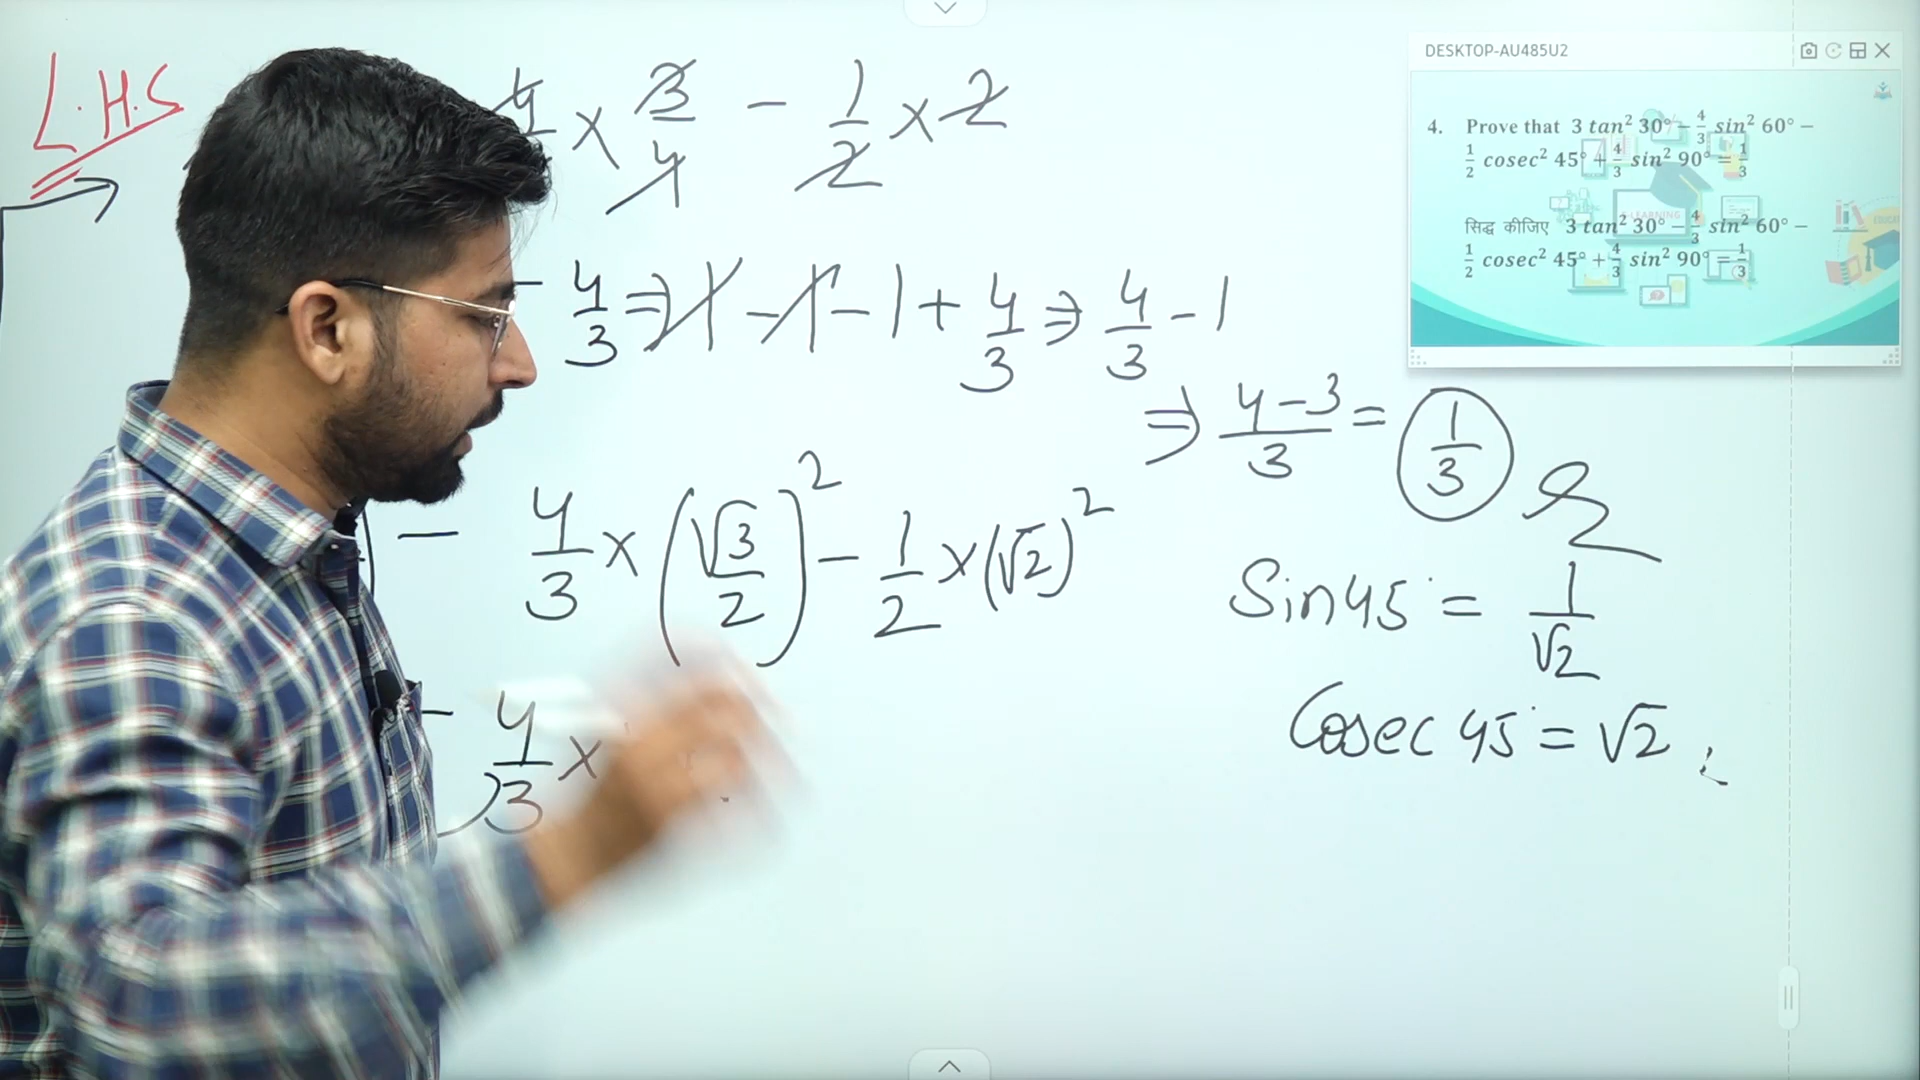 L.H.S
4 × 3/4 − 1/2 × 2
− 4/3 ⇒ 1 − 1 − 1 + 4/3 ⇒ 4/3 − 1
⇒ (4−3)/3 = 1/3
− 4/3 × (√3/2)² − 1/2 × (√2)²
− 4/3 ×
Sin45° = 1/√2
Cosec 45° = √2
DESKTOP-AU485U2
4. Prove that 3 tan² 30° − 4/3 sin² 60° −
1/2 cosec² 45° + 4/3 sin² 90° = 1/3
सिद्ध कीजिए 3 tan² 30° − 4/3 sin² 60° −
1/2 cosec² 45° + 4/3 sin² 90° = 1/3
E-LEARNING